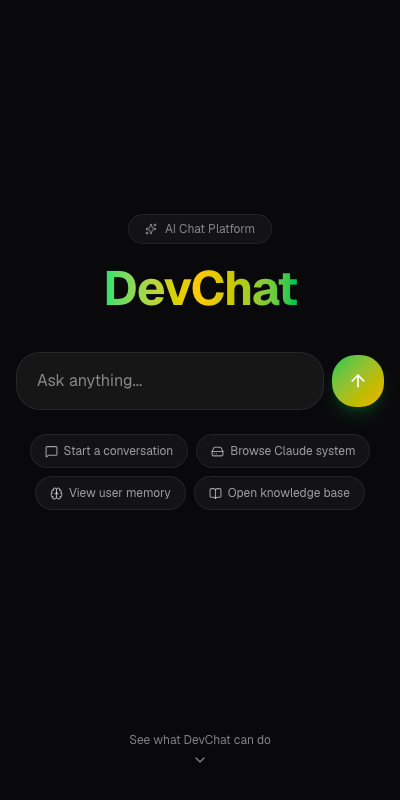 AI Chat Platform
DevChat
Ask anything...
Start a conversation
Browse Claude system
View user memory
Open knowledge base
See what DevChat can do